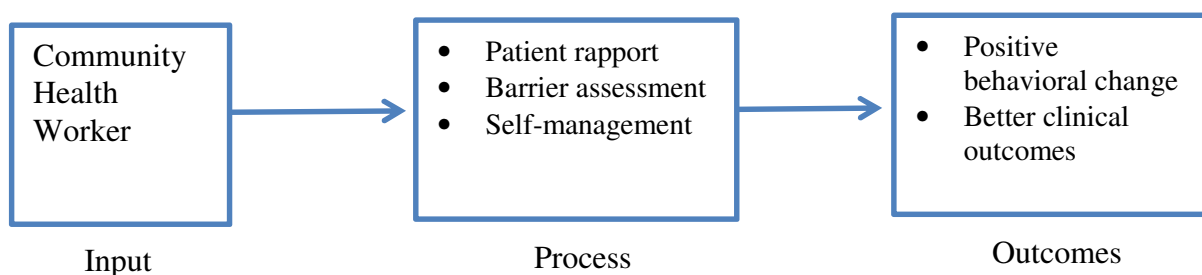 Community
Health
Worker
• Patient rapport
• Barrier assessment
• Self-management
• Positive
behavioral change
• Better clinical
outcomes
Input
Process
Outcomes